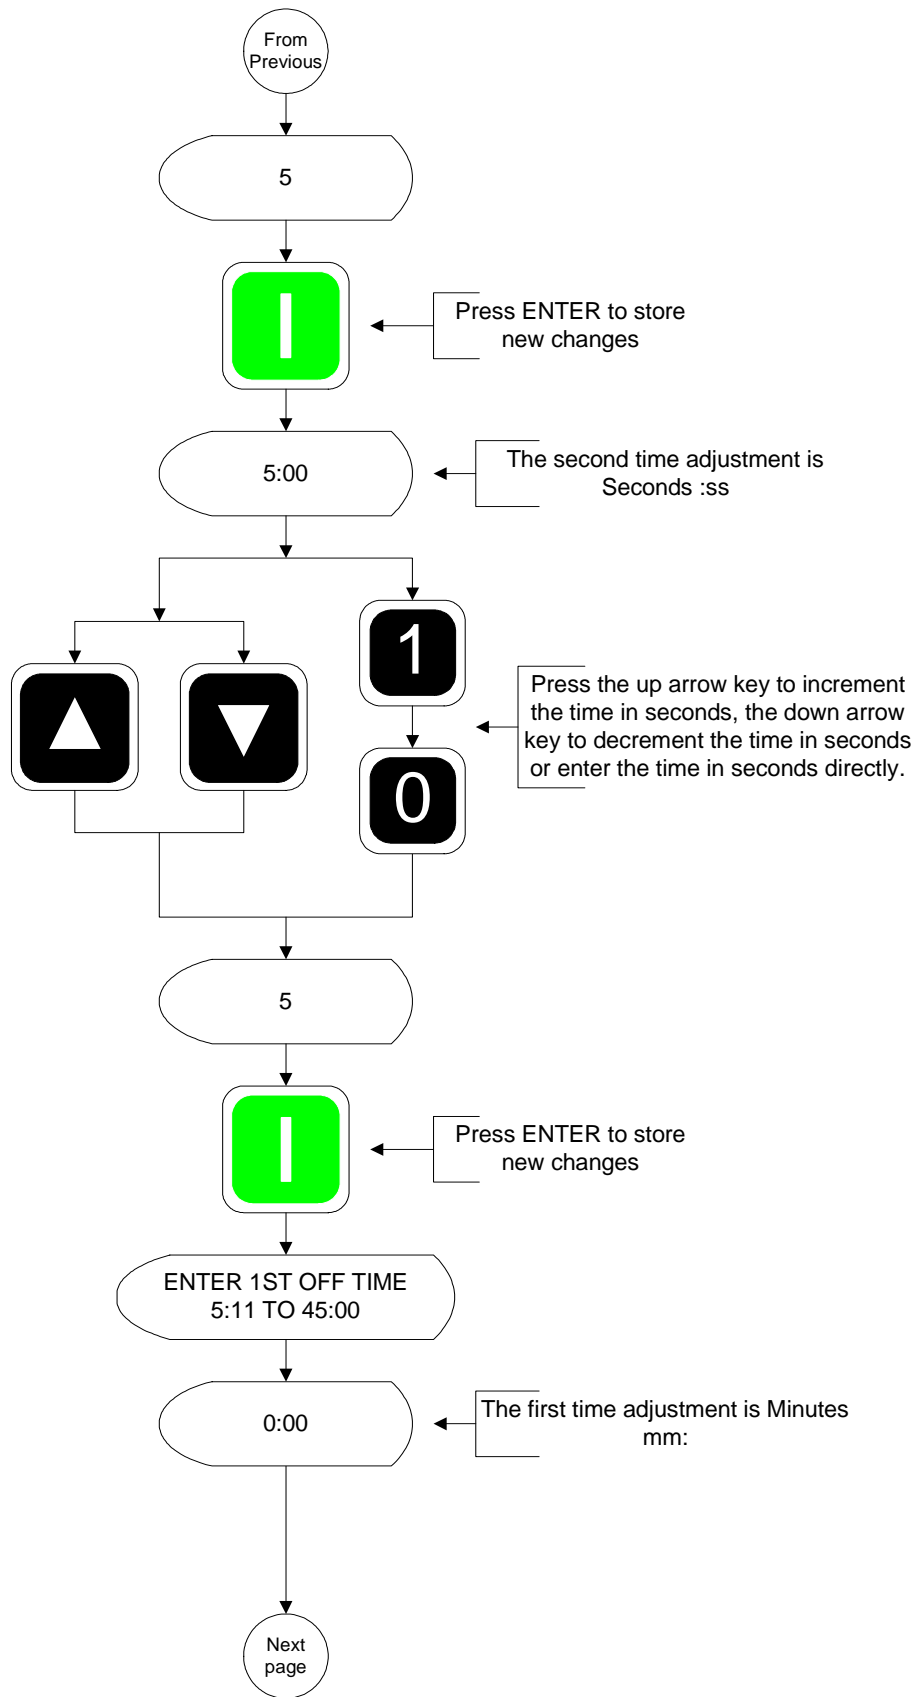 From
Previous
5
Press ENTER to store
new changes
5:00
The second time adjustment is
Seconds :ss
1
Press the up arrow key to increment
the time in seconds, the down arrow
key to decrement the time in seconds
or enter the time in seconds directly.
0
5
Press ENTER to store
new changes
ENTER 1ST OFF TIME
5:11 TO 45:00
0:00
The first time adjustment is Minutes
mm:
Next
page